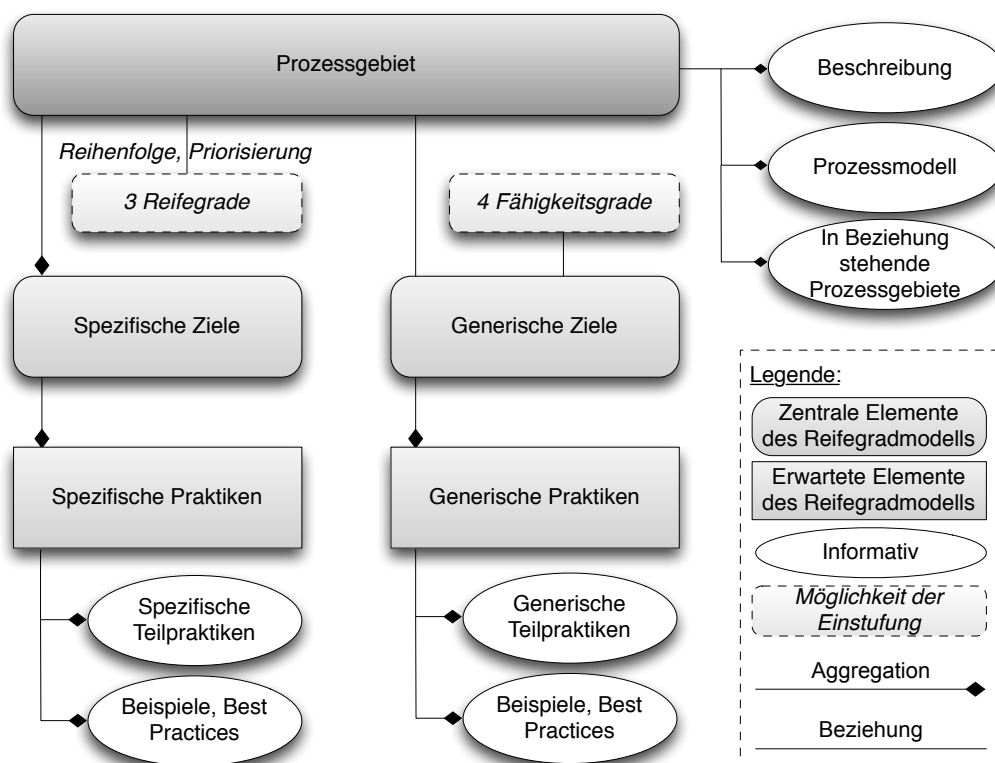 Prozessgebiet
Beschreibung
Reihenfolge, Priorisierung
3 Reifegrade
4 Fähigkeitsgrade
Prozessmodell
In Beziehung
stehende
Prozessgebiete
Spezifische Ziele
Generische Ziele
Spezifische Praktiken
Generische Praktiken
Spezifische
Teilpraktiken
Generische
Teilpraktiken
Beispiele, Best
Practices
Beispiele, Best
Practices
Legende:
Zentrale Elemente
des Reifegradmodells
Erwartete Elemente
des Reifegradmodells
Informativ
Möglichkeit der
Einstufung
Aggregation
Beziehung